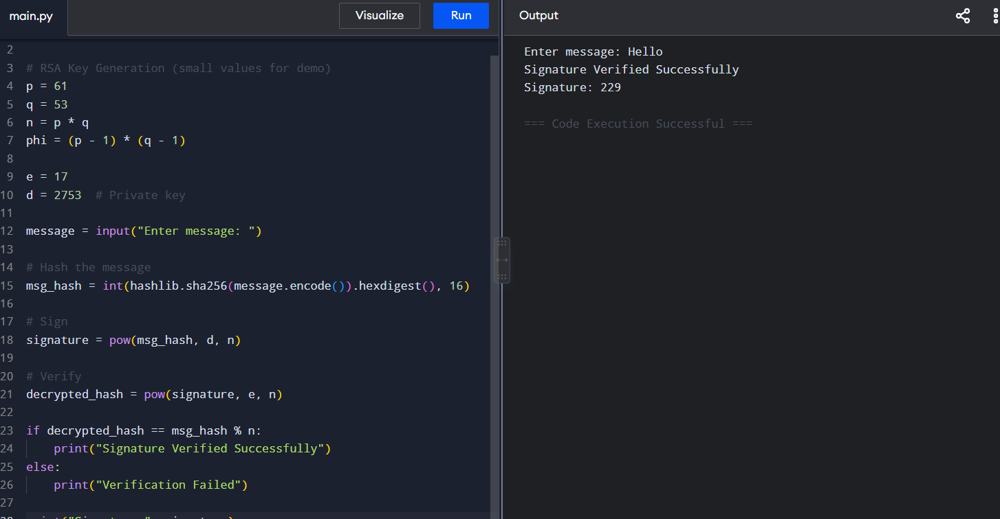 main.py
Visualize
Run
2
3 # RSA Key Generation (small values for demo)
4 p = 61
5 q = 53
6 n = p * q
7 phi = (p - 1) * (q - 1)
8
9 e = 17
10 d = 2753  # Private key
11
12 message = input("Enter message: ")
13
14 # Hash the message
15 msg_hash = int(hashlib.sha256(message.encode()).hexdigest(), 16)
16
17 # Sign
18 signature = pow(msg_hash, d, n)
19
20 # Verify
21 decrypted_hash = pow(signature, e, n)
22
23 if decrypted_hash == msg_hash % n:
24     print("Signature Verified Successfully")
25 else:
26     print("Verification Failed")
27
Output
Enter message: Hello
Signature Verified Successfully
Signature: 229
=== Code Execution Successful ===